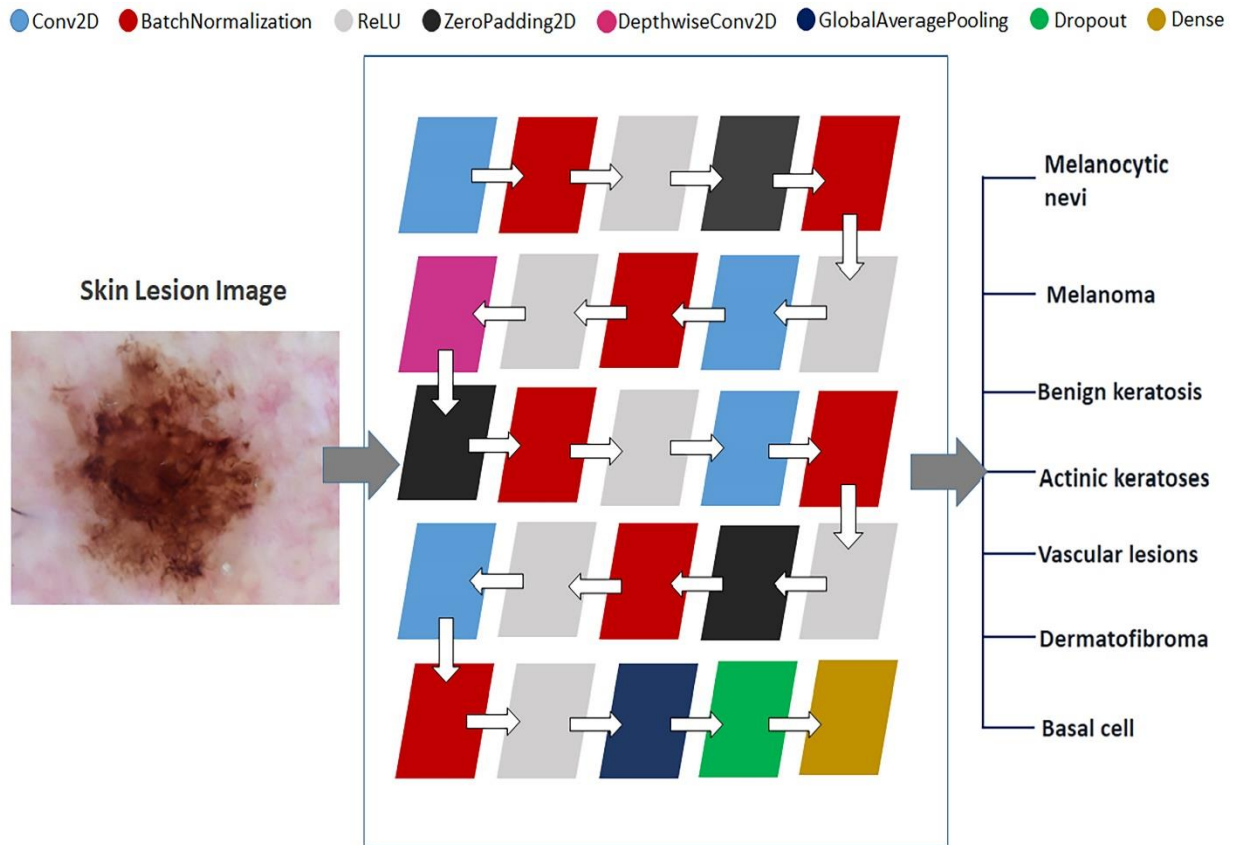 Conv2D BatchNormalization ReLU ZeroPadding2D DepthwiseConv2D GlobalAveragePooling Dropout Dense
Skin Lesion Image
Melanocytic
nevi
Melanoma
Benign keratosis
Actinic keratoses
Vascular lesions
Dermatofibroma
Basal cell